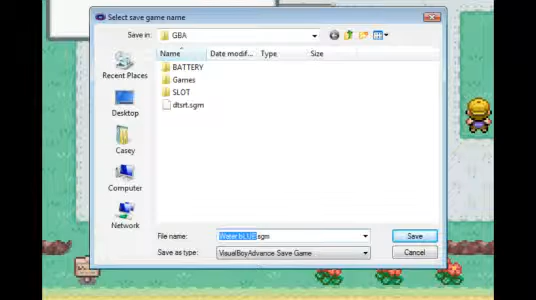 Select save game name
Save in: GBA
Name Date modif... Type Size
BATTERY
Games
SLOT
dtsrt.sgm
Recent Places
Desktop
Casey
Computer
Network
File name: WaterbLUB.sgm
Save
Save as type: VisualBoyAdvance Save Game
Cancel